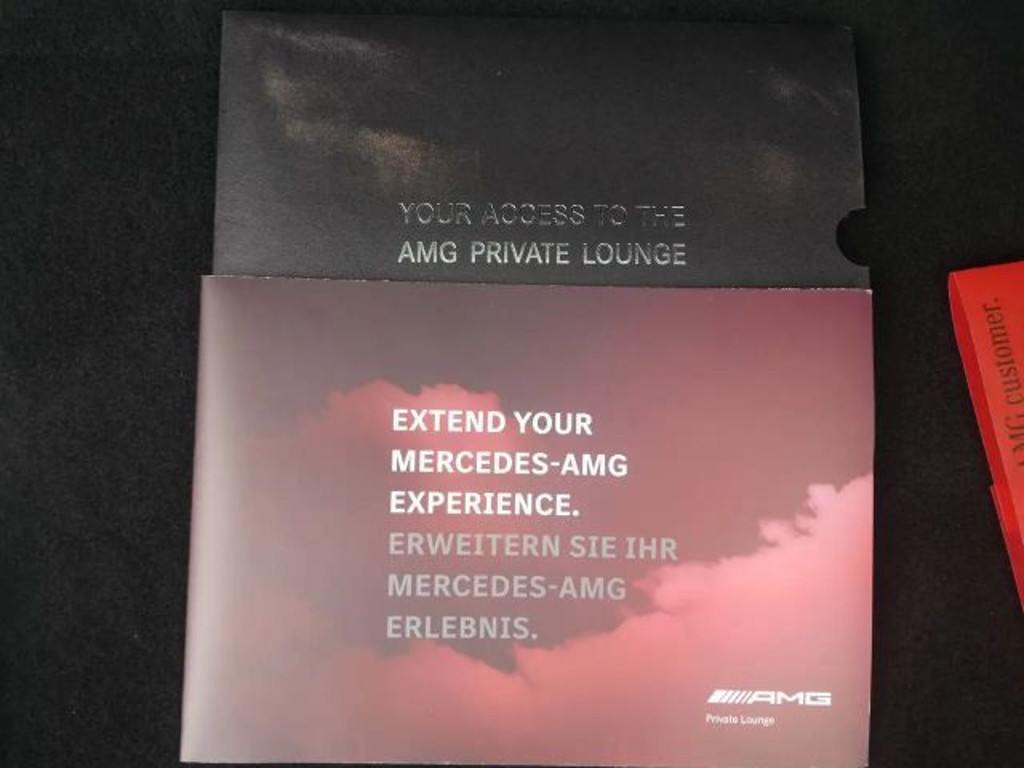 YOUR ACCESS TO THE
AMG PRIVATE LOUNGE
EXTEND YOUR
MERCEDES-AMG
EXPERIENCE.
ERWEITERN SIE IHR
MERCEDES-AMG
ERLEBNIS.
AMG
Private Lounge
AMG customer.